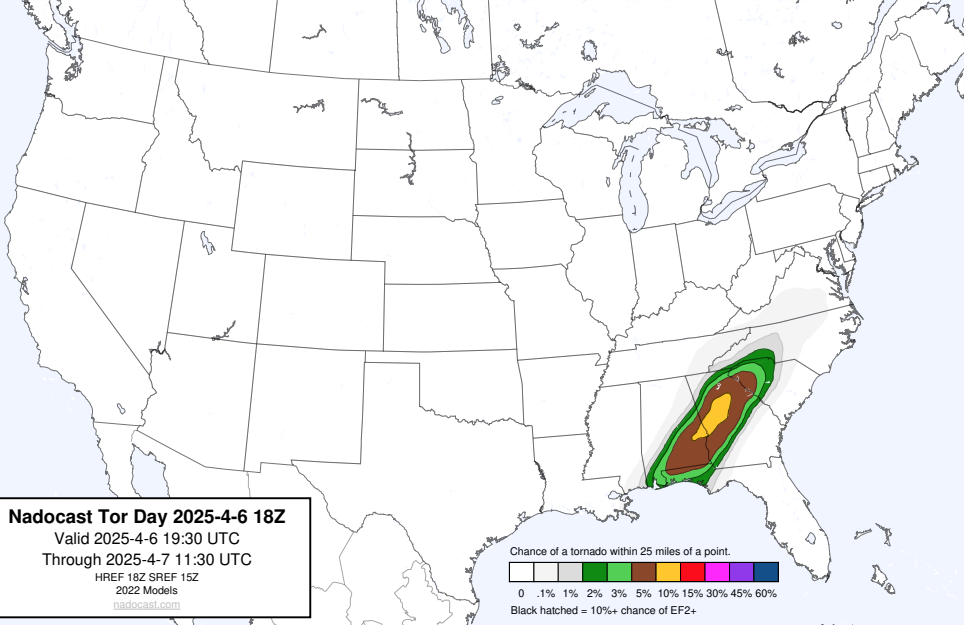 Nadocast Tor Day 2025-4-6 18Z
Valid 2025-4-6 19:30 UTC
Through 2025-4-7 11:30 UTC
HREF 18Z SREF 15Z
2022 Models
nadocast.com
Chance of a tornado within 25 miles of a point.
0 .1% 1% 2% 3% 5% 10% 15% 30% 45% 60%
Black hatched = 10%+ chance of EF2+